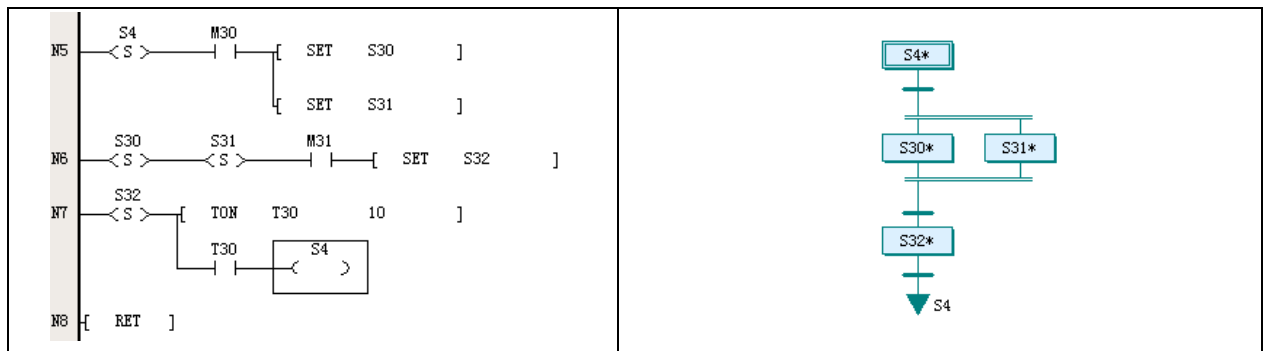 S4 M30
N5 S SET S30
SET S31
S30 S31 M31
N6 S S SET S32
S32
N7 S TON T30 10
T30 S4
N8 RET
S4*
S30* S31*
S32*
S4